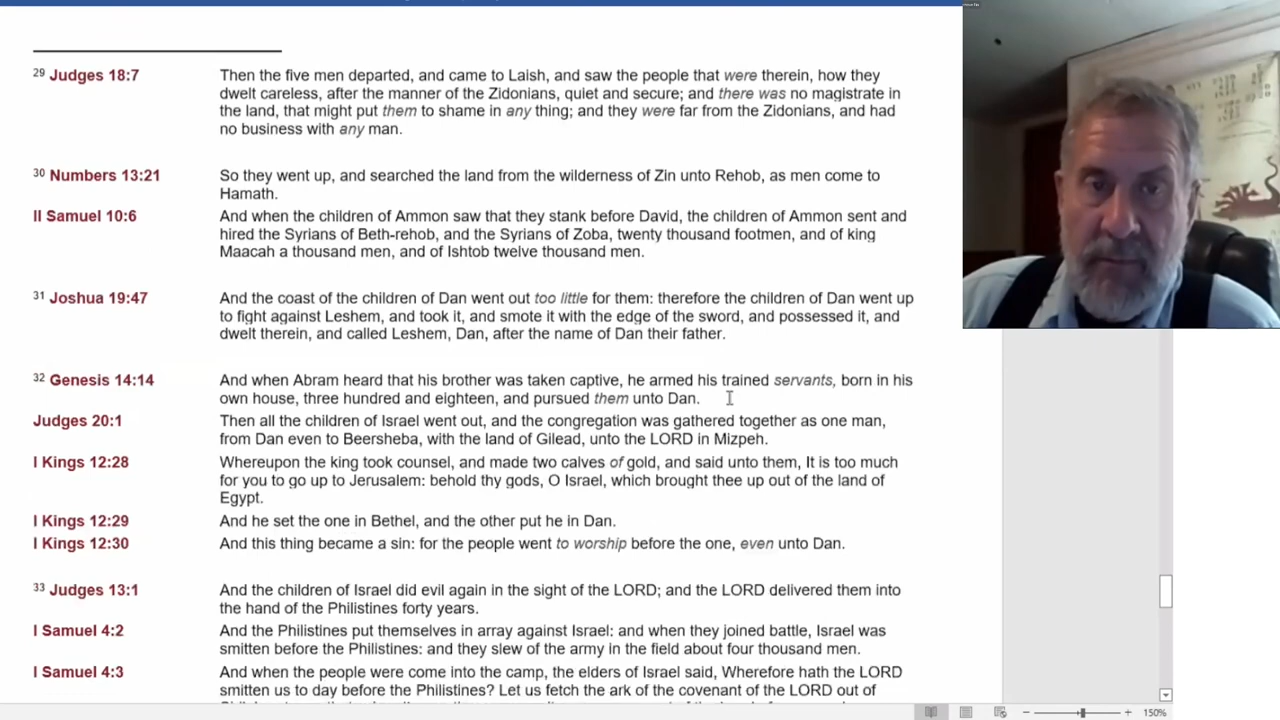 29 Judges 18:7 Then the five men departed, and came to Laish, and saw the people that were therein, how they
dwelt careless, after the manner of the Zidonians, quiet and secure; and there was no magistrate in
the land, that might put them to shame in any thing; and they were far from the Zidonians, and had
no business with any man.
30 Numbers 13:21 So they went up, and searched the land from the wilderness of Zin unto Rehob, as men come to
Hamath.
II Samuel 10:6 And when the children of Ammon saw that they stank before David, the children of Ammon sent and
hired the Syrians of Beth-rehob, and the Syrians of Zoba, twenty thousand footmen, and of king
Maacah a thousand men, and of Ishtob twelve thousand men.
31 Joshua 19:47 And the coast of the children of Dan went out too little for them: therefore the children of Dan went up
to fight against Leshem, and took it, and smote it with the edge of the sword, and possessed it, and
dwelt therein, and called Leshem, Dan, after the name of Dan their father.
32 Genesis 14:14 And when Abram heard that his brother was taken captive, he armed his trained servants, born in his
own house, three hundred and eighteen, and pursued them unto Dan.
Judges 20:1 Then all the children of Israel went out, and the congregation was gathered together as one man,
from Dan even to Beersheba, with the land of Gilead, unto the LORD in Mizpeh.
I Kings 12:28 Whereupon the king took counsel, and made two calves of gold, and said unto them, It is too much
for you to go up to Jerusalem: behold thy gods, O Israel, which brought thee up out of the land of
Egypt.
I Kings 12:29 And he set the one in Bethel, and the other put he in Dan.
I Kings 12:30 And this thing became a sin: for the people went to worship before the one, even unto Dan.
33 Judges 13:1 And the children of Israel did evil again in the sight of the LORD; and the LORD delivered them into
the hand of the Philistines forty years.
I Samuel 4:2 And the Philistines put themselves in array against Israel: and when they joined battle, Israel was
smitten before the Philistines: and they slew of the army in the field about four thousand men.
I Samuel 4:3 And when the people were come into the camp, the elders of Israel said, Wherefore hath the LORD
smitten us to day before the Philistines? Let us fetch the ark of the covenant of the LORD out of
150%